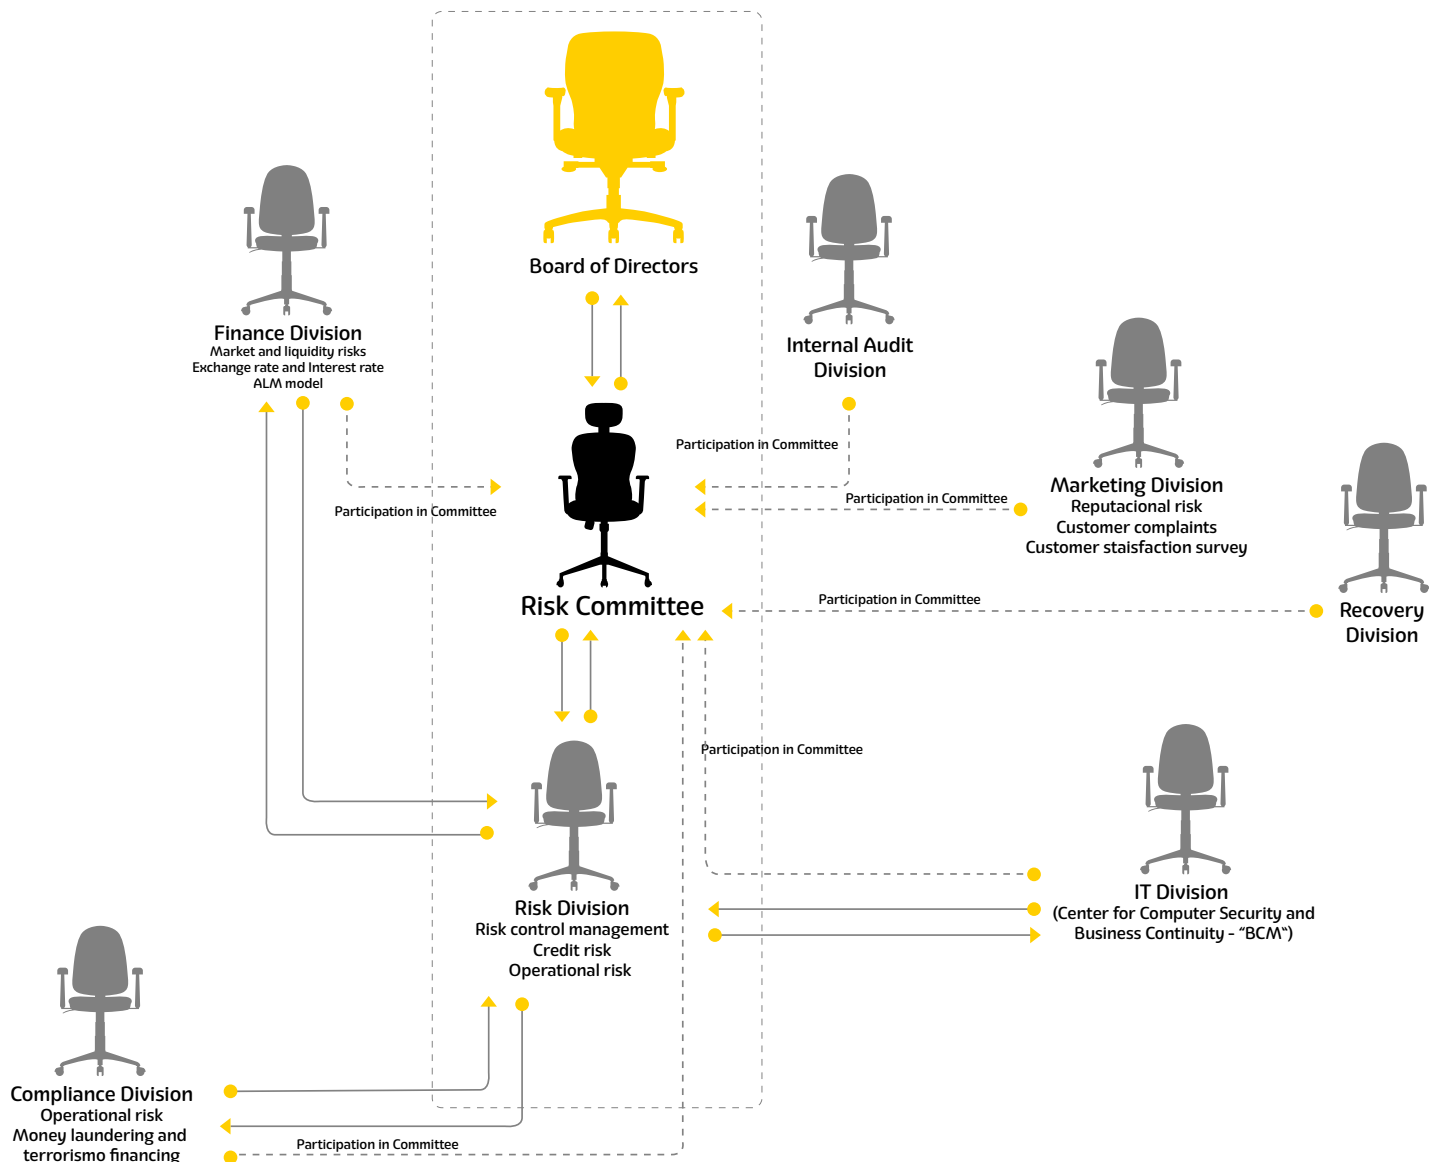 Board of Directors
Finance Division
Market and liquidity risks
Exchange rate and Interest rate
ALM model
Internal Audit
Division
Participation in Committee
Marketing Division
Reputacional risk
Customer complaints
Customer staisfaction survey
Participation in Committee
Participation in Committee
Risk Committee
Participation in Committee
Recovery
Division
Participation in Committee
IT Division
(Center for Computer Security and
Business Continuity - “BCM“)
Risk Division
Risk control management
Credit risk
Operational risk
Compliance Division
Operational risk
Money laundering and
terrorismo financing
Participation in Committee